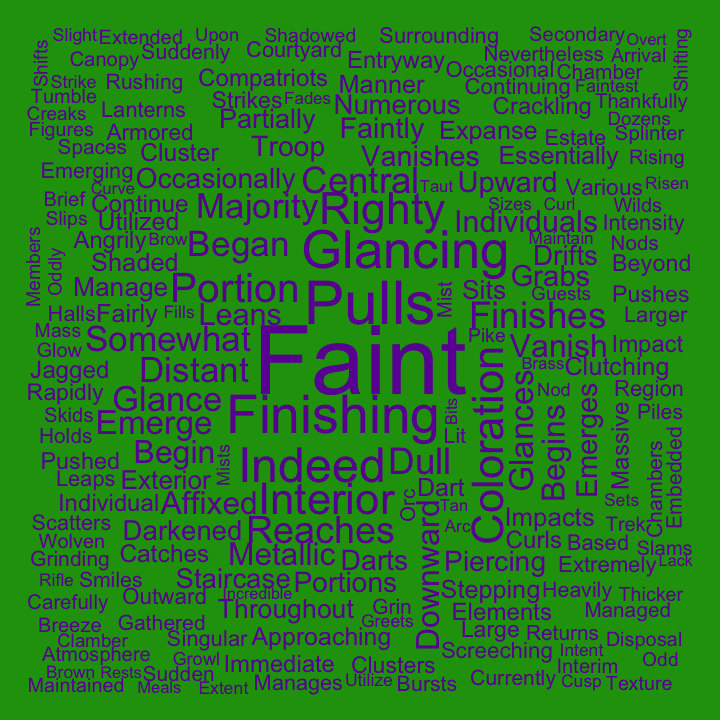 Slight Extended Upon Shadowed Surrounding Secondary Overt
Shifts Canopy Suddenly Courtyard Entryway Nevertheless Arrival Shifting
Strike Rushing Compatriots Manner Occasional Chamber
Tumble Strikes Fades Numerous Continuing Faintest
Creaks Lanterns Partially Crackling Thankfully
Figures Armored Troop Faintly Expanse Estate Dozens Splinter
Spaces Cluster Vanishes Essentially Rising
Emerging Occasionally Central Taut Upward Various Risen
Brief Curve Continue Majority Righty Sizes Curl Wilds
Slips Utilized Individuals Intensity
Members Angrily Brow Began Glancing Maintain Nods
Oddly Shaded Drifts Beyond
Manage Portion Pulls Mist Sits Grabs Guests Pushes
Halls Fairly Fills Leans Finishes Larger
Mass Somewhat Faint Pike Vanish Impact
Glow Distant Brass Clutching
Jagged Coloration Glances Nod Region
Rapidly Glance Finishing Bits Begins Emerges Massive Piles
Skids Emerge Lit
Holds Begin Indeed Dull Chambers Embedded
Pushed Mists
Leaps Exterior Interior Orc Dart Sets
Individual Affixed Tan Downward Impacts Trek
Scatters Darkened Reaches Arc Curls Based Slams
Wolven Catches Metallic Darts Piercing Extremely Lack
Grinding
Rifle Smiles Staircase Portions Stepping Heavily Thicker
Carefully Outward Incredible Throughout Grin Elements Managed
Breeze Gathered Greets Large Returns Disposal
Clamber Singular Approaching Screeching Intent Odd
Atmosphere Growl Immediate Clusters Interim
Brown Rests Sudden Currently Cusp Texture
Maintained Meals Extent Manages Utilize Bursts